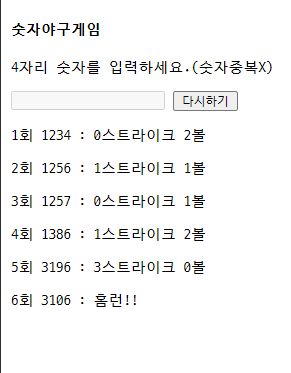 숫자야구게임
4자리 숫자를 입력하세요.(숫자중복X)
다시하기
1회 1234 : 0스트라이크 2볼
2회 1256 : 1스트라이크 1볼
3회 1257 : 0스트라이크 1볼
4회 1386 : 1스트라이크 2볼
5회 3196 : 3스트라이크 0볼
6회 3106 : 홈런!!